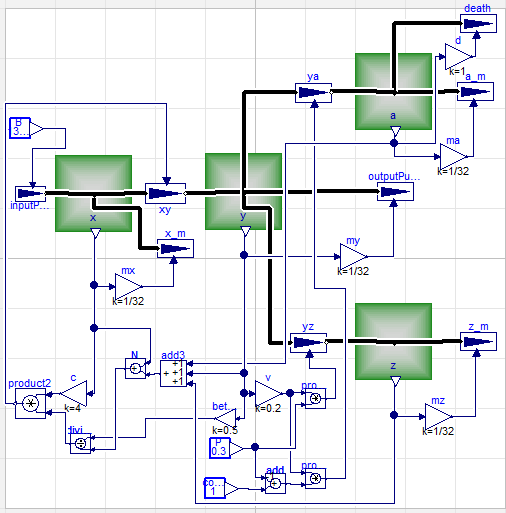 death
d
k=1
ya
a_m
B
3...
a
ma
k=1/32
inputP...
xy
outputPu...
x
y
x_m
my
k=1/32
mx
k=1/32
yz
z_m
N
add3
+1
+ +1
+1
z
product2
c
k=4
v
k=0.2
pro...
bet...
k=0.5
mz
k=1/32
divi...
P
0.3
add
pro...
+
co...
1